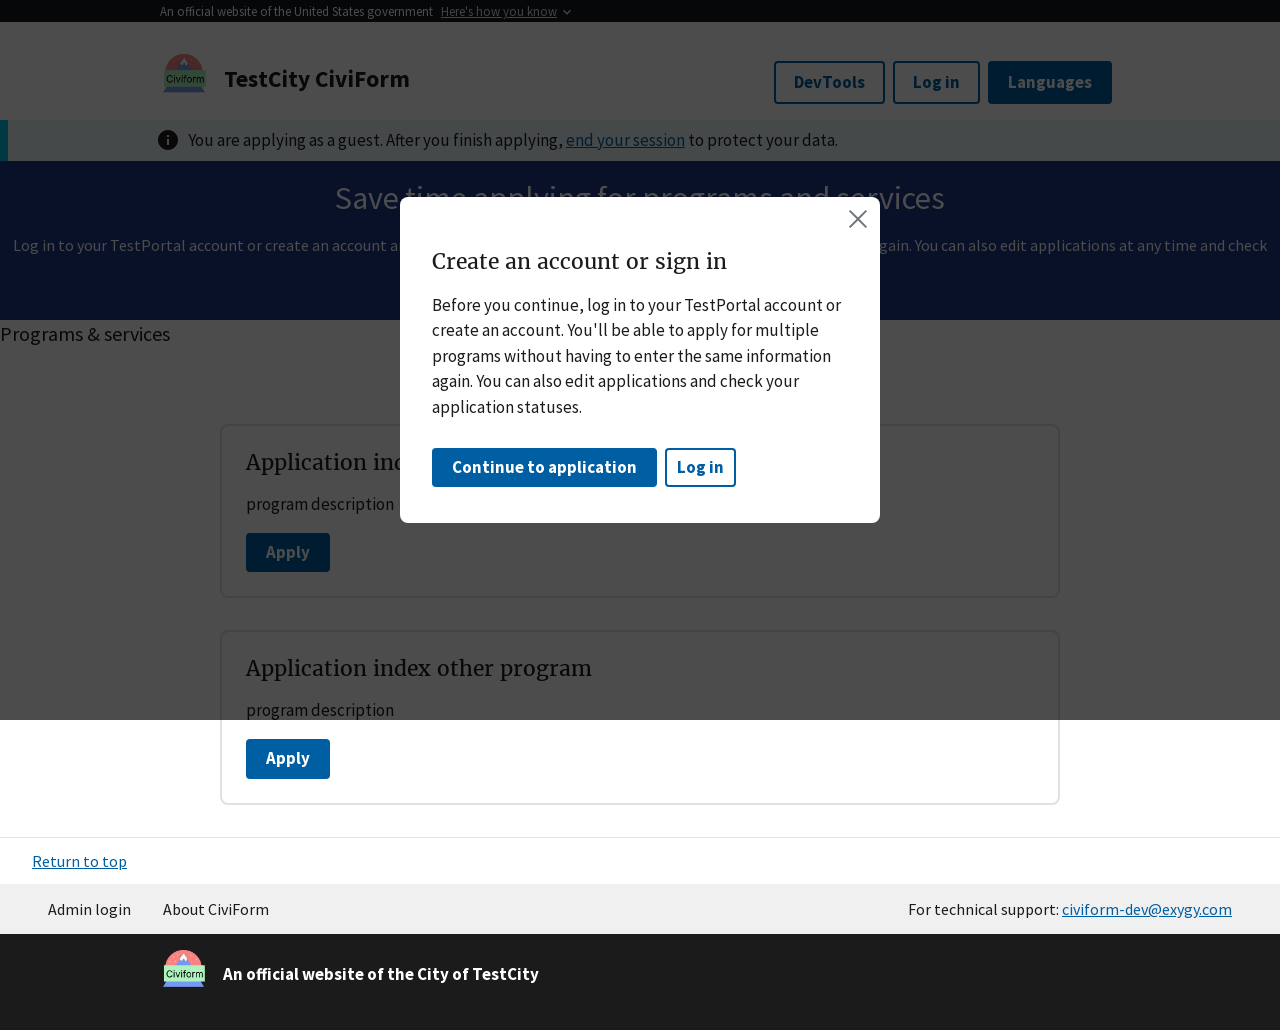 An official website of the United States government Here's how you know
Civiform
TestCity CiviForm
DevTools
Log in
Languages
You are applying as a guest. After you finish applying, end your session to protect your data.
Save time applying for programs and services
Log in to your TestPortal account or create an account a
gain. You can also edit applications at any time and check
Programs & services
Create an account or sign in
Before you continue, log in to your TestPortal account or
create an account. You'll be able to apply for multiple
programs without having to enter the same information
again. You can also edit applications and check your
application statuses.
Continue to application
Log in
Application ind
program description
Apply
Application index other program
program description
Apply
Return to top
Admin login
About CiviForm
For technical support: civiform-dev@exygy.com
Civiform
An official website of the City of TestCity